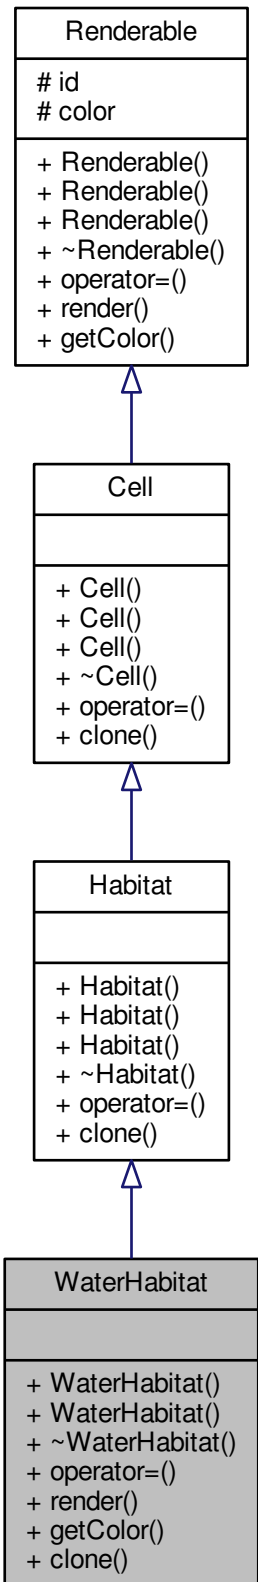 Renderable
# id
# color
+ Renderable()
+ Renderable()
+ Renderable()
+ ~Renderable()
+ operator=()
+ render()
+ getColor()
Cell
+ Cell()
+ Cell()
+ Cell()
+ ~Cell()
+ operator=()
+ clone()
Habitat
+ Habitat()
+ Habitat()
+ Habitat()
+ ~Habitat()
+ operator=()
+ clone()
WaterHabitat
+ WaterHabitat()
+ WaterHabitat()
+ ~WaterHabitat()
+ operator=()
+ render()
+ getColor()
+ clone()